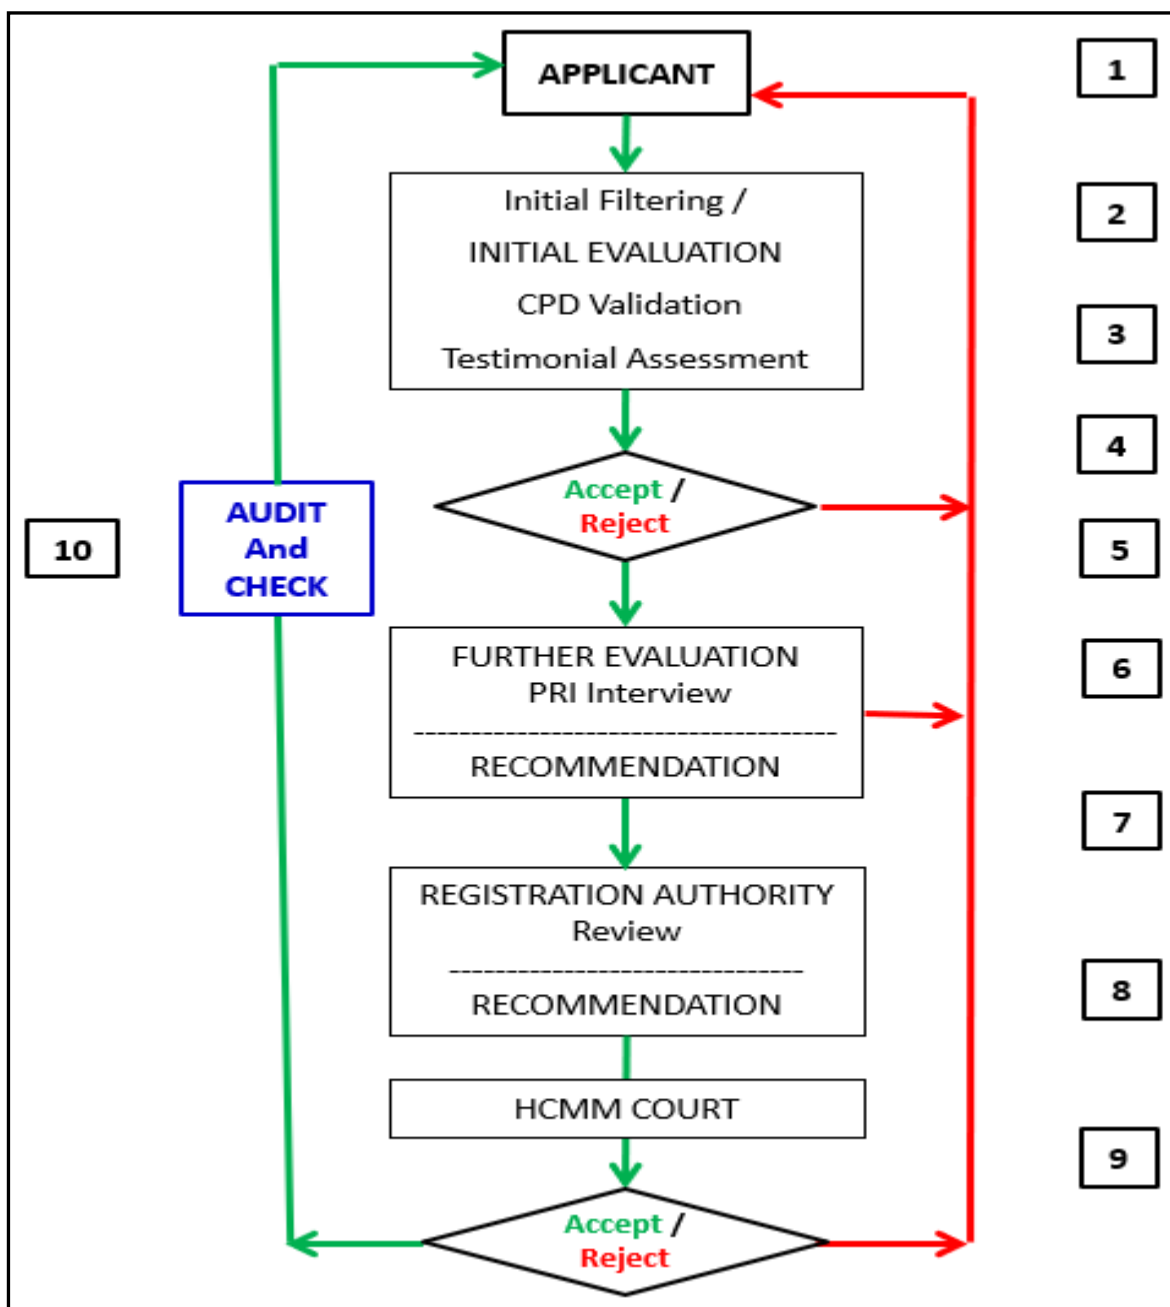 APPLICANT
1
Initial Filtering /
2
INITIAL EVALUATION
CPD Validation
3
Testimonial Assessment
4
Accept /
Reject
AUDIT
And
CHECK
10
5
FURTHER EVALUATION
PRI Interview
------------------------------------
RECOMMENDATION
6
7
REGISTRATION AUTHORITY
Review
------------------------------
RECOMMENDATION
8
HCMM COURT
9
Accept /
Reject